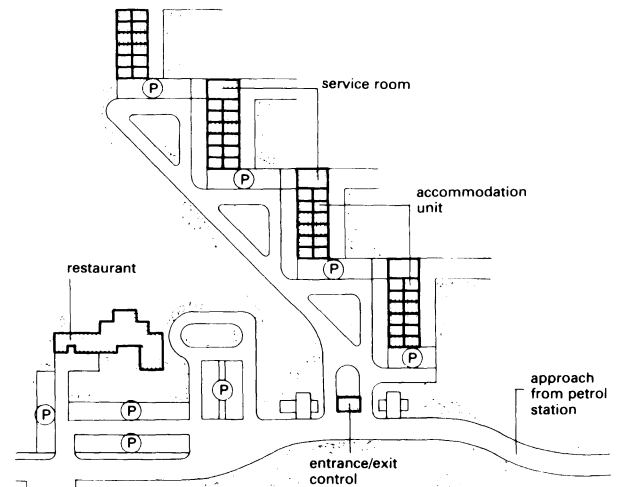 P
service room
P
accommodation
unit
P
restaurant
P
P
P
P
approach
from petrol
station
P
entrance/exit
control